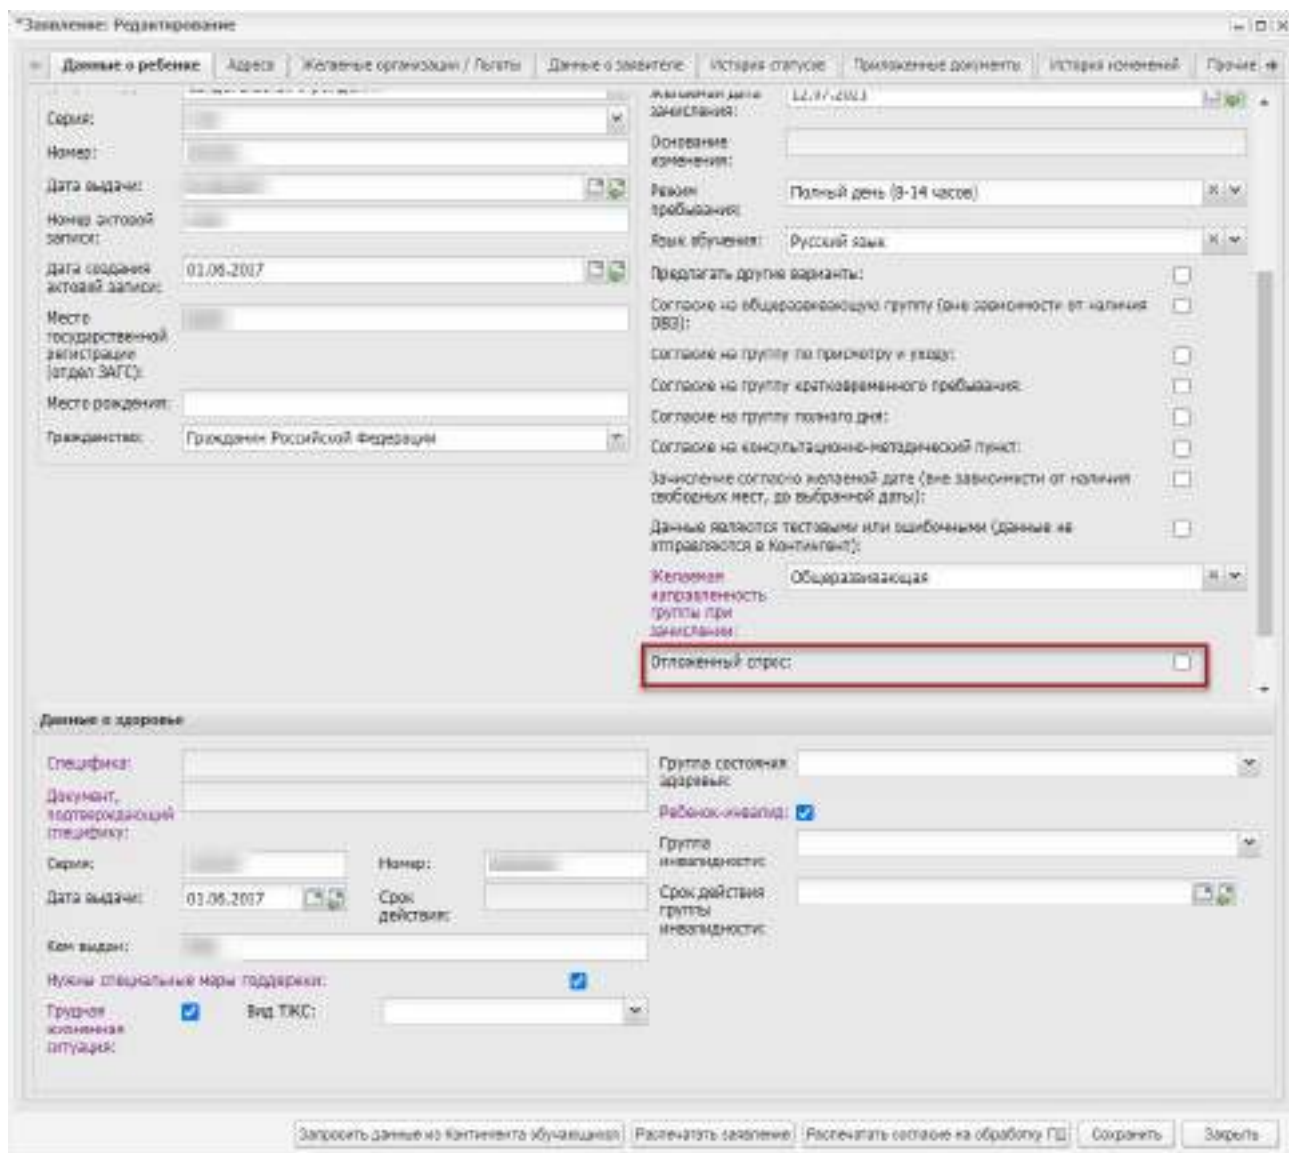 *Заявление: Редактирование
Данные о ребенке
Адреса
Желаемые организации / Льготы
Данные о заявителе
История статусов
Приложенные документы
История изменений
Прочие
Серия:
Номер:
Дата выдачи:
Номер актовой
записи:
Дата создания
актовой записи:
01.06.2017
Место
государственной
регистрации
(отдел ЗАГС):
Место рождения:
Гражданство:
Гражданин Российской Федерации
Желаемая дата
зачисления:
12.07.2021
Основание
изменения:
Режим
пребывания:
Полный день (8-14 часов)
Язык обучения:
Русский язык
Предлагать другие варианты:
Согласие на общеразвивающую группу (вне зависимости от наличия
ОВЗ):
Согласие на группу по присмотру и уходу:
Согласие на группу кратковременного пребывания:
Согласие на группу полного дня:
Согласие на консультационно-методический пункт:
Зачисление согласно желаемой дате (вне зависимости от наличия
свободных мест, до выбранной даты):
Данные являются тестовыми или ошибочными (данные не
отправляются в Контингент):
Желаемая
направленность
группы при
зачислении:
Общеразвивающая
Отложенный спрос:
Данные о здоровье
Специфика:
Документ,
подтверждающий
специфику:
Серия:
Номер:
Дата выдачи:
01.06.2017
Срок
действия:
Кем выдан:
Нужны специальные меры поддержки:
Трудная
жизненная
ситуация:
Вид ТЖС:
Группа состояния
здоровья:
Ребенок-инвалид:
Группа
инвалидности:
Срок действия
группы
инвалидности:
Запросить данные из Контингента обучающихся
Распечатать заявление
Распечатать согласие на обработку ПД
Сохранить
Закрыть